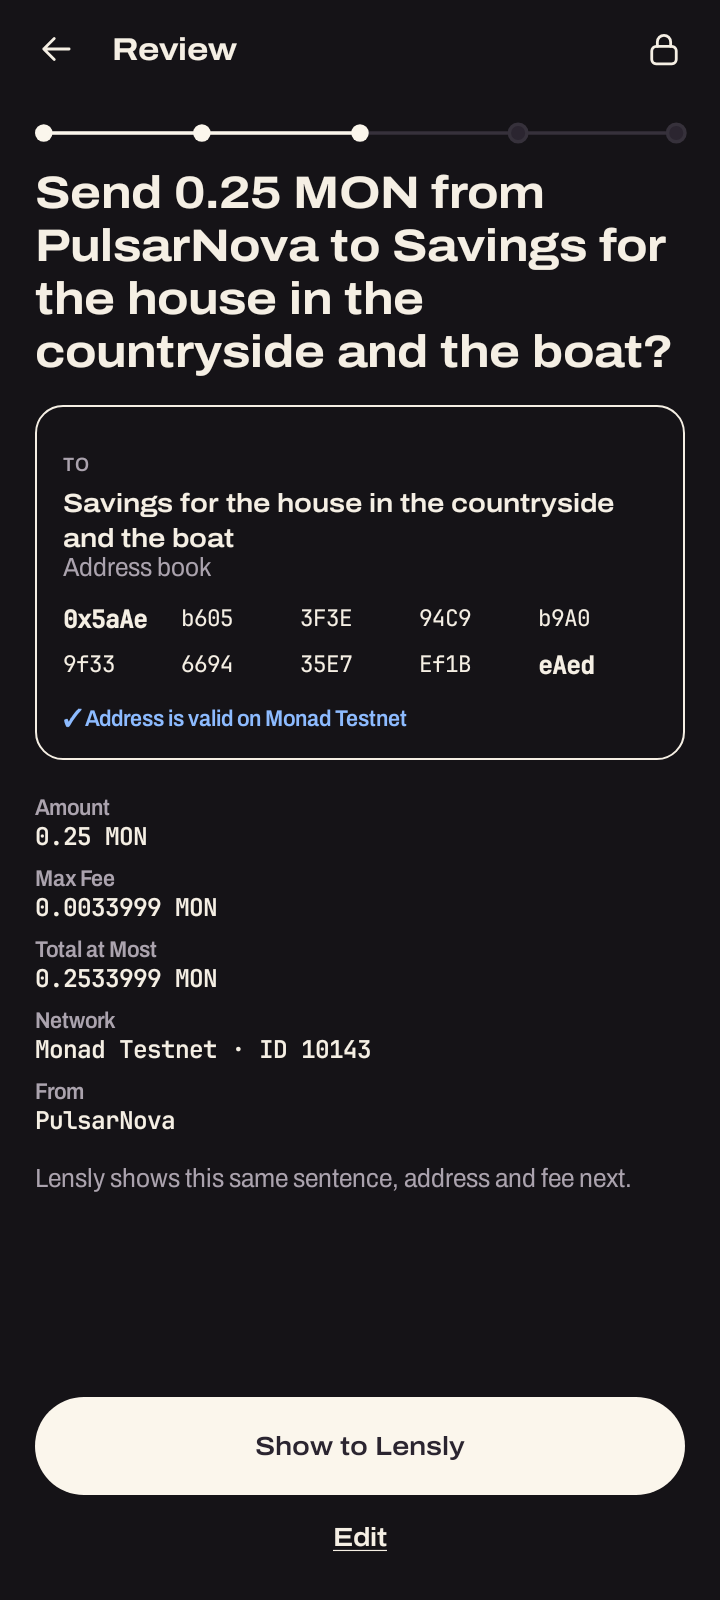 Review
Send 0.25 MON from
PulsarNova to Savings for
the house in the
countryside and the boat?
TO
Savings for the house in the countryside
and the boat
Address book
0x5aAe b605 3F3E 94C9 b9A0
9f33 6694 35E7 Ef1B eAed
✓ Address is valid on Monad Testnet
Amount
0.25 MON
Max Fee
0.0033999 MON
Total at Most
0.2533999 MON
Network
Monad Testnet · ID 10143
From
PulsarNova
Lensly shows this same sentence, address and fee next.
Show to Lensly
Edit